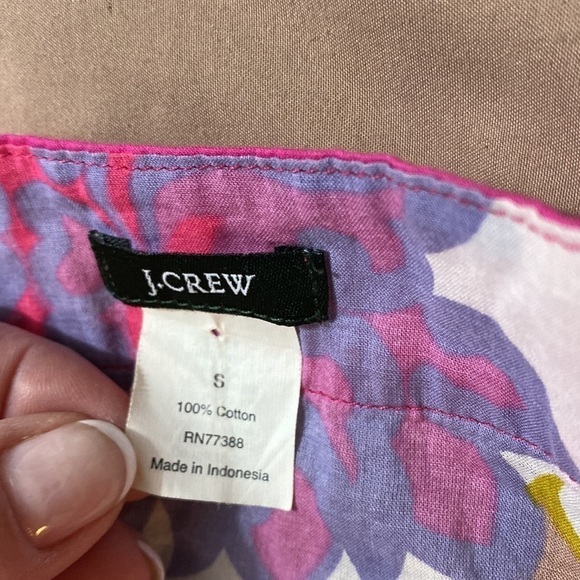 J.CREW
S
100% Cotton
RN77388
Made in Indonesia